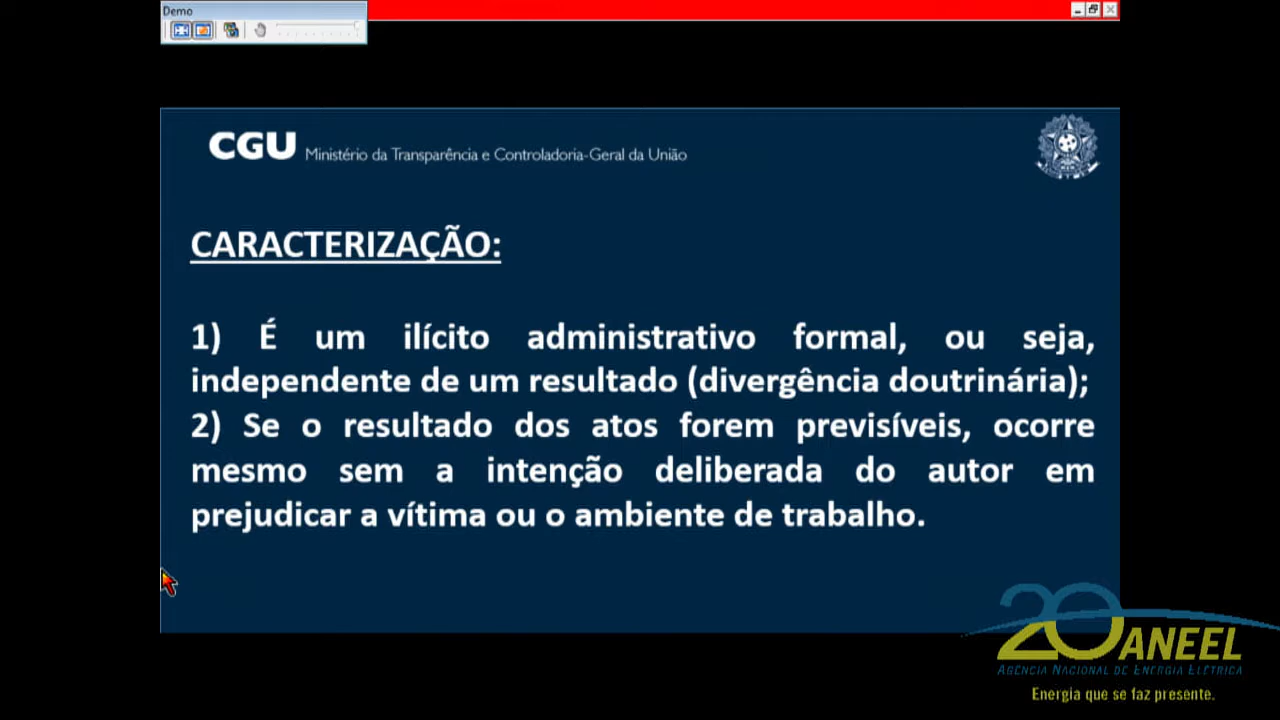 Demo
CGU Ministério da Transparência e Controladoria-Geral da União
CARACTERIZAÇÃO:
1) É um ilícito administrativo formal, ou seja,
independente de um resultado (divergência doutrinária);
2) Se o resultado dos atos forem previsíveis, ocorre
mesmo sem a intenção deliberada do autor em
prejudicar a vítima ou o ambiente de trabalho.
20 ANEEL
AGÊNCIA NACIONAL DE ENERGIA ELÉTRICA
Energia que se faz presente.